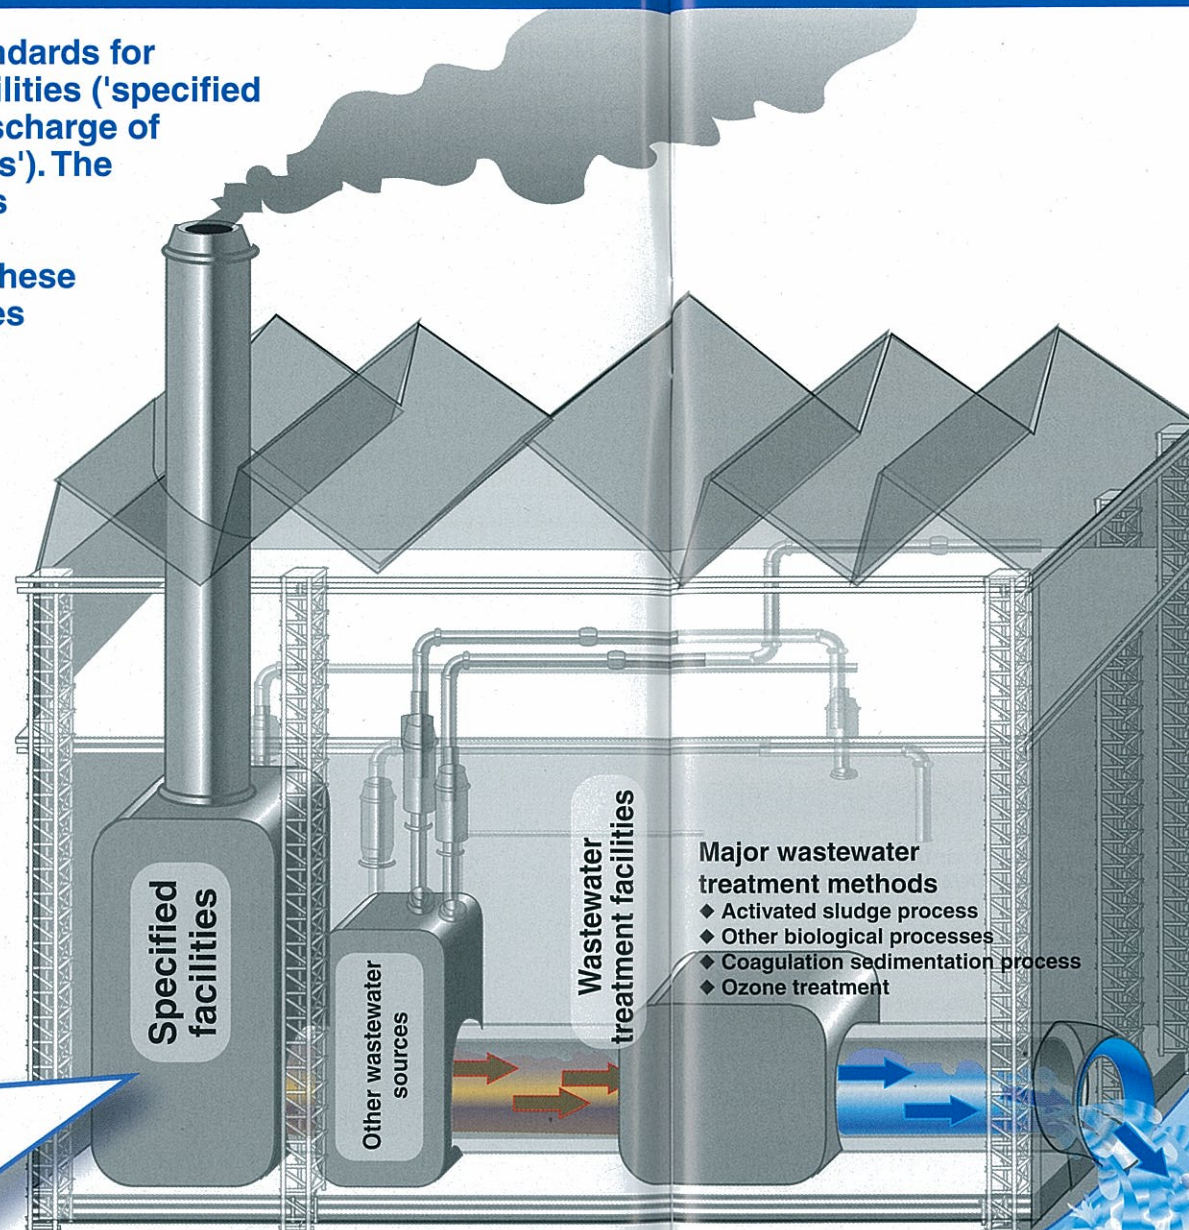 ndards for
ilities ('specified
scharge of
s'). The
s
hese
es
Specified
facilities
Other wastewater
sources
Wastewater
treatment facilities
Major wastewater
treatment methods
◆ Activated sludge process
◆ Other biological processes
◆ Coagulation sedimentation process
◆ Ozone treatment